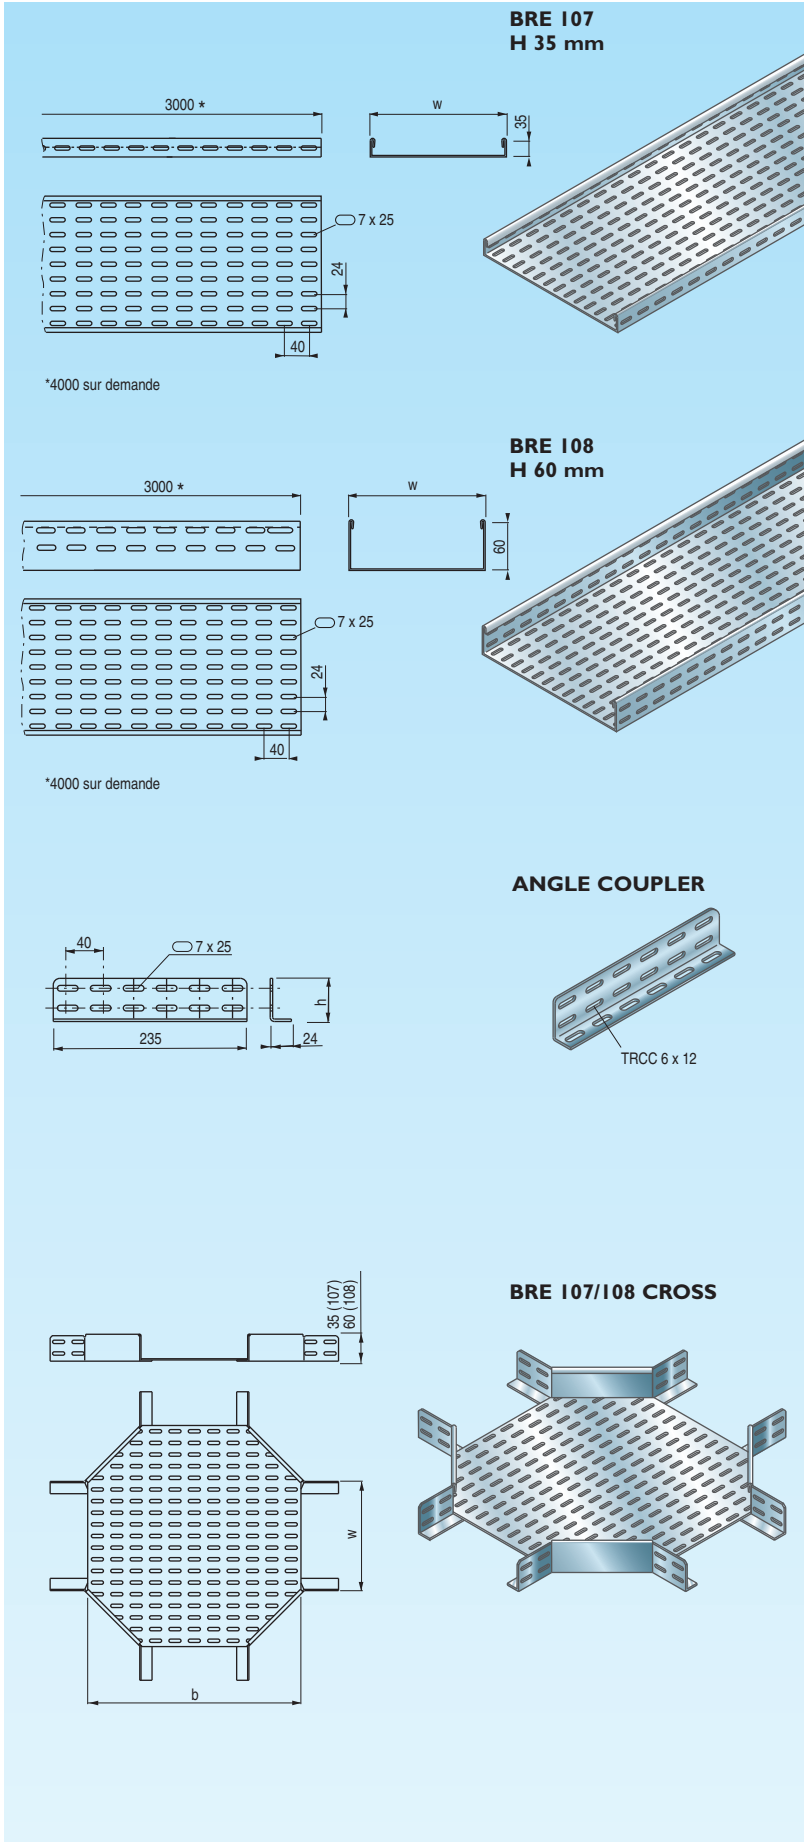 BRE 107
H 35 mm
3000 *
w
35
7 x 25
24
40
*4000 sur demande
BRE 108
H 60 mm
3000 *
w
60
7 x 25
24
40
*4000 sur demande
ANGLE COUPLER
40
7 x 25
h
235
24
TRCC 6 x 12
BRE 107/108 CROSS
35 (107)
60 (108)
w
b